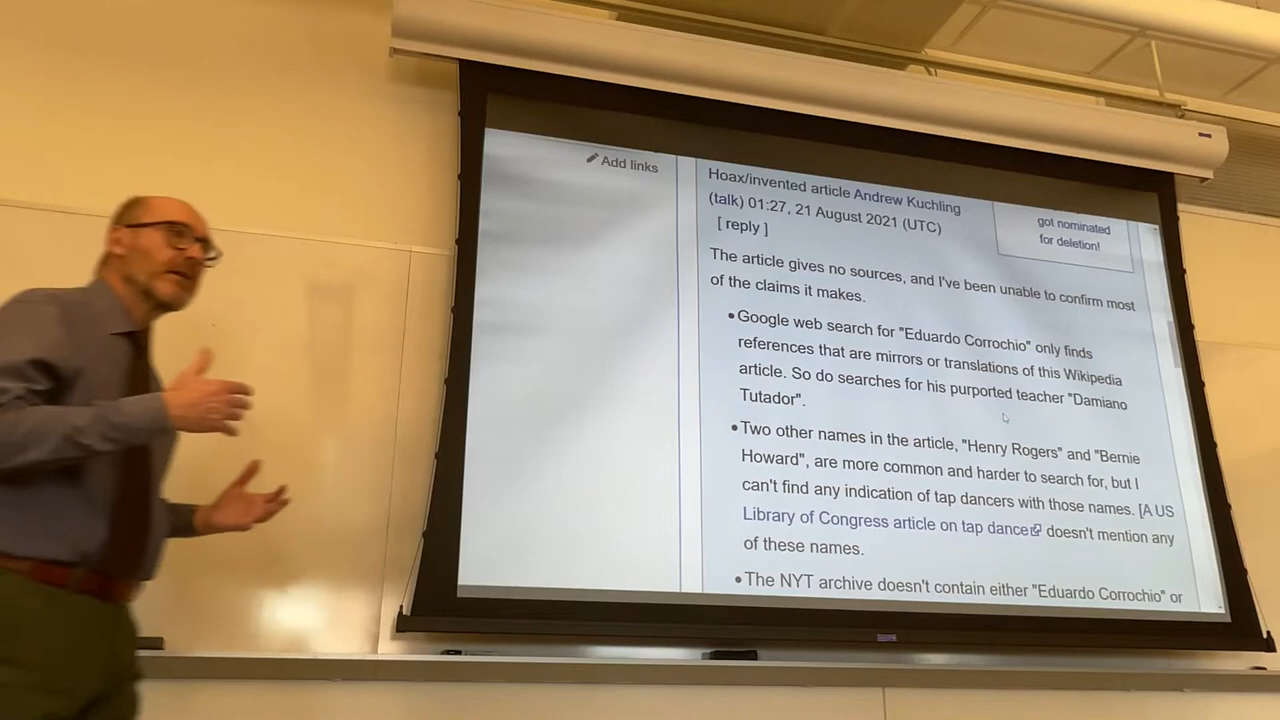 Add links
Hoax/invented article Andrew Kuchling
(talk) 01:27, 21 August 2021 (UTC)
[ reply ]
got nominated
for deletion!
The article gives no sources, and I've been unable to confirm most
of the claims it makes.
•Google web search for "Eduardo Corrochio" only finds
references that are mirrors or translations of this Wikipedia
article. So do searches for his purported teacher "Damiano
Tutador".
•Two other names in the article, "Henry Rogers" and "Bernie
Howard", are more common and harder to search for, but I
can't find any indication of tap dancers with those names. [A US
Library of Congress article on tap dance doesn't mention any
of these names.
•The NYT archive doesn't contain either "Eduardo Corrochio" or